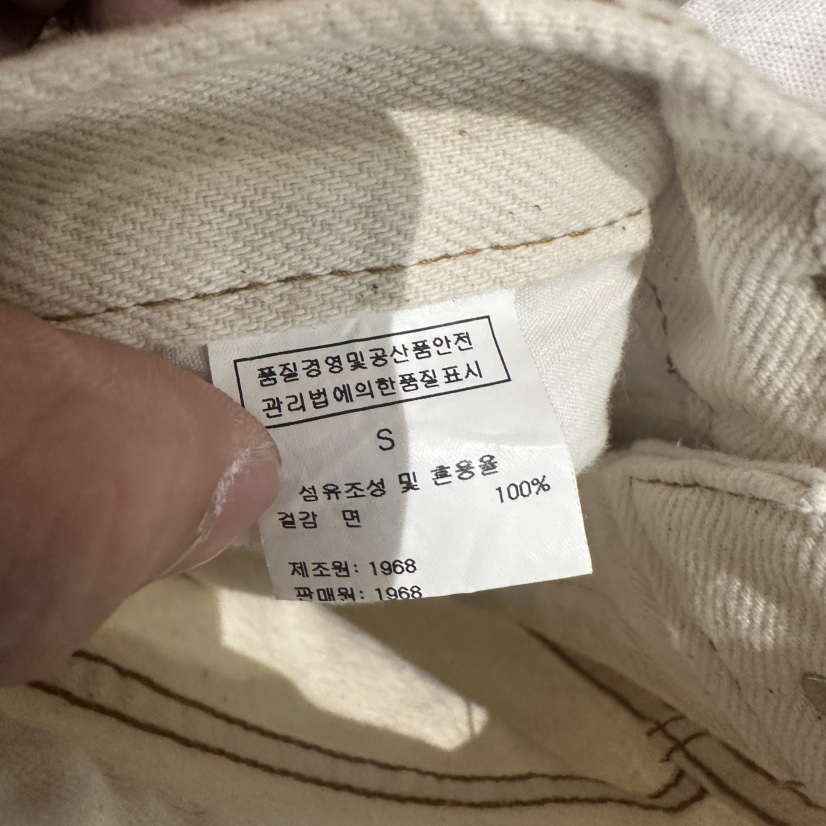 품질경영및공산품안전
관리법에의한품질표시
S
섬유조성 및 혼용율
겉감 면 100%
제조원: 1968
판매원: 1968